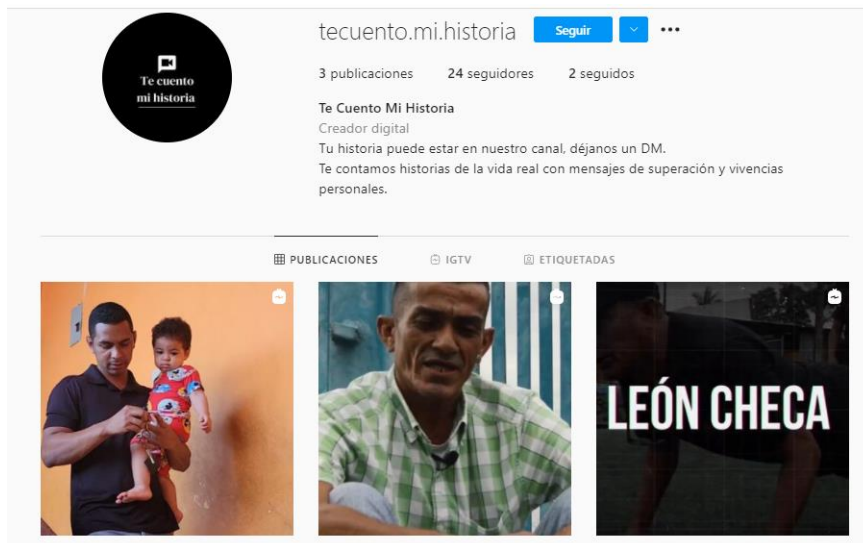 Te cuento
mi historia
tecuento.mi.historia
Seguir
3 publicaciones 24 seguidores 2 seguidos
Te Cuento Mi Historia
Creador digital
Tu historia puede estar en nuestro canal, déjanos un DM.
Te contamos historias de la vida real con mensajes de superación y vivencias
personales.
PUBLICACIONES IGTV ETIQUETADAS
LEÓN CHECA